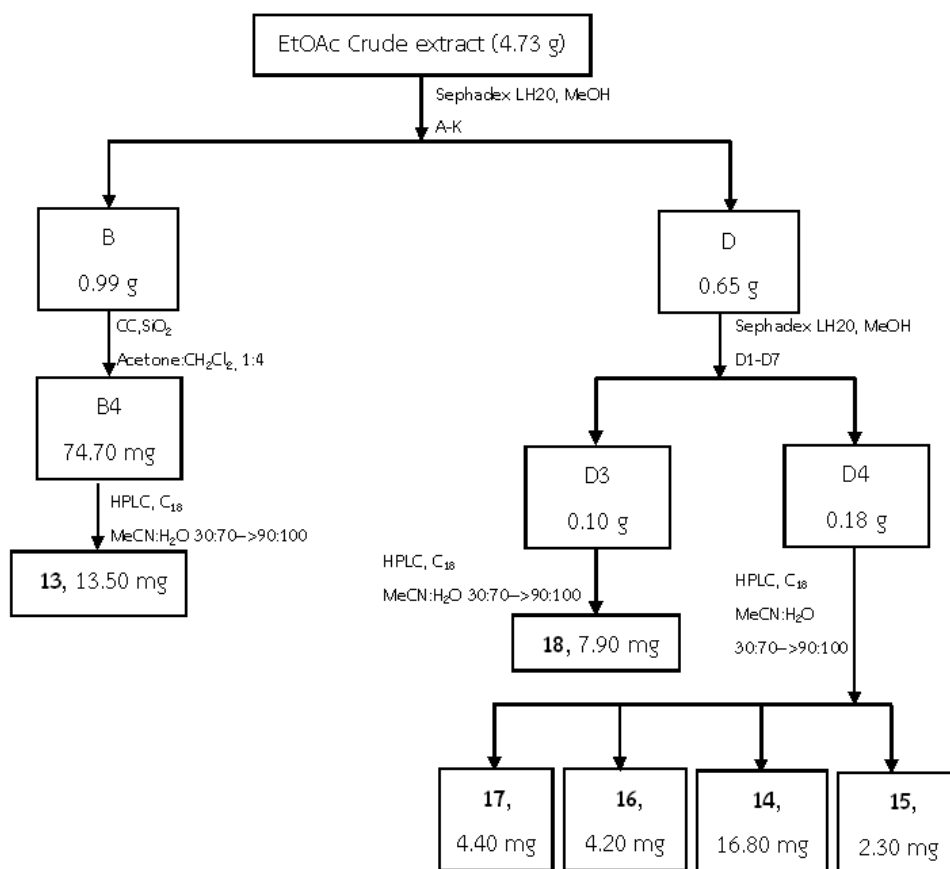 EtOAc Crude extract (4.73 g)
Sephadex LH20, MeOH
A-K
B
0.99 g
D
0.65 g
CC,SiO₂
Acetone:CH₂Cl₂, 1:4
Sephadex LH20, MeOH
D1-D7
B4
74.70 mg
D3
0.10 g
D4
0.18 g
HPLC, C₁₈
MeCN:H₂O 30:70-->90:100
13, 13.50 mg
HPLC, C₁₈
MeCN:H₂O 30:70-->90:100
18, 7.90 mg
HPLC, C₁₈
MeCN:H₂O
30:70-->90:100
17,
4.40 mg
16,
4.20 mg
14,
16.80 mg
15,
2.30 mg